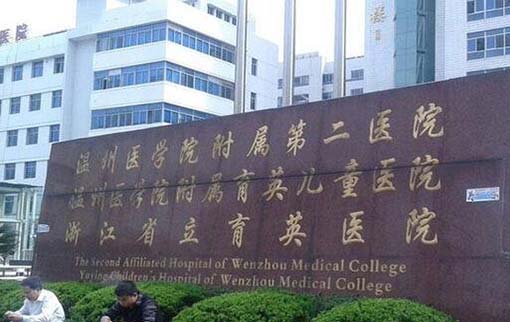 医院
温州医学院附属第二医院
温州医学院附属育英儿童医院
浙江省立育英医院
The Second Affiliated Hospital of Wenzhou Medical College
Yuying Children's Hospital of Wenzhou Medical College